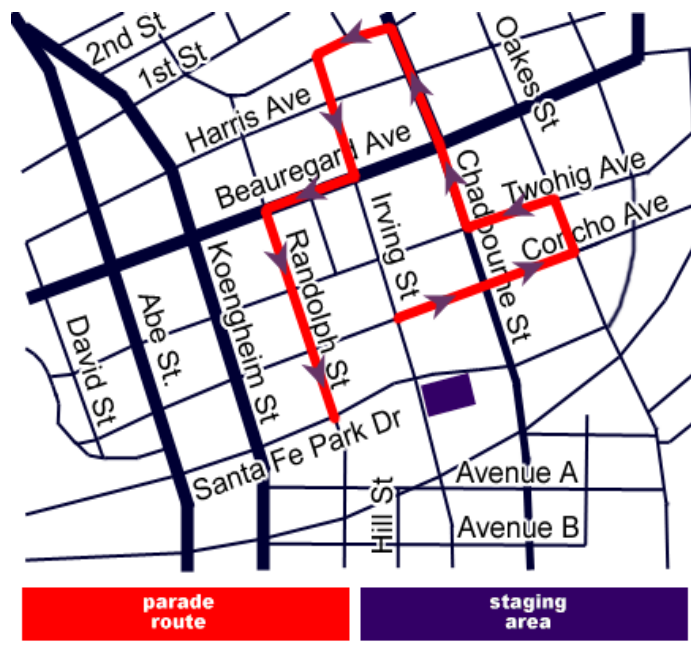 2nd St
1st St
Oakes St
Harris Ave
Beauregard Ave
Chadbourne St
Twohig Ave
Concho Ave
Irving St
Randolph St
Koengheim St
Abe St.
David St
Santa Fe Park Dr
Hill St
Avenue A
Avenue B
parade
route
staging
area